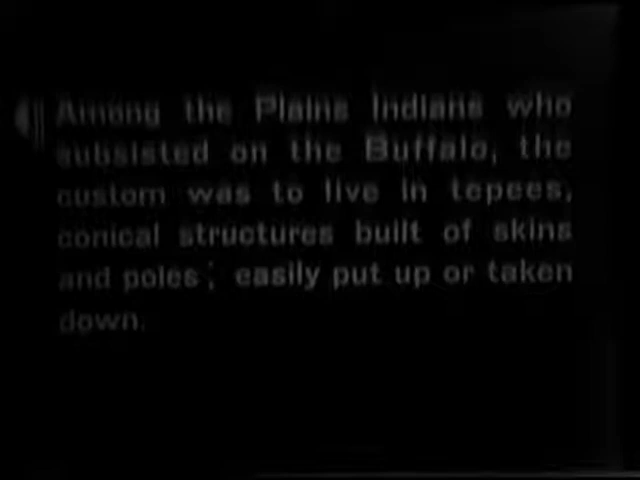 Among the Plains Indians who
subsisted on the Buffalo, the
custom was to live in tepees,
conical structures built of skins
and poles; easily put up or taken
down.